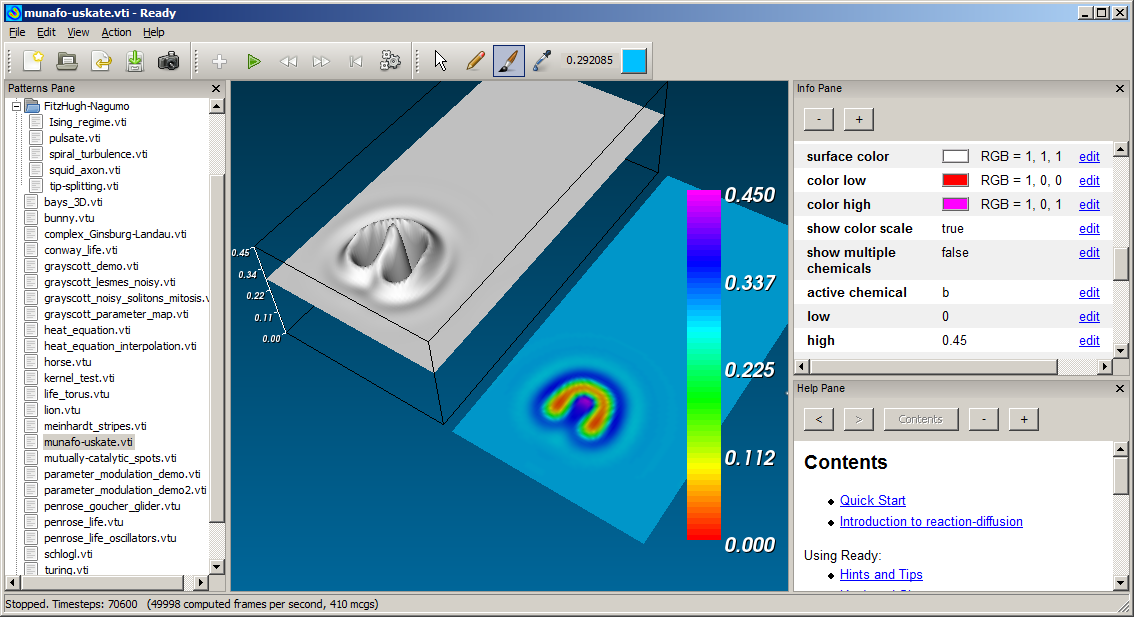 munafo-uskate.vti - Ready
File Edit View Action Help
0.292085
Patterns Pane
FitzHugh-Nagumo
Ising_regime.vti
pulsate.vti
spiral_turbulence.vti
squid_axon.vti
tip-splitting.vti
bays_3D.vti
bunny.vtu
complex_Ginsburg-Landau.vti
conway_life.vti
grayscott_demo.vti
grayscott_lesmes_noisy.vti
grayscott_noisy_solitons_mitosis.v
grayscott_parameter_map.vti
heat_equation.vti
heat_equation_interpolation.vti
horse.vtu
kernel_test.vti
life_torus.vtu
lion.vtu
meinhardt_stripes.vti
munafo-uskate.vti
mutually-catalytic_spots.vti
parameter_modulation_demo.vti
parameter_modulation_demo2.vti
penrose_goucher_glider.vtu
penrose_life.vtu
penrose_life_oscillators.vtu
schlogl.vti
turing.vti
0.45
0.34
0.22
0.11
0.00
0.450
0.337
0.225
0.112
0.000
Info Pane
- +
surface color RGB = 1, 1, 1 edit
color low RGB = 1, 0, 0 edit
color high RGB = 1, 0, 1 edit
show color scale true edit
show multiple false edit
chemicals
active chemical b edit
low 0 edit
high 0.45 edit
Help Pane
< > Contents - +
Contents
Quick Start
Introduction to reaction-diffusion
Using Ready:
Hints and Tips
Stopped. Timesteps: 70600 (49998 computed frames per second, 410 mcgs)